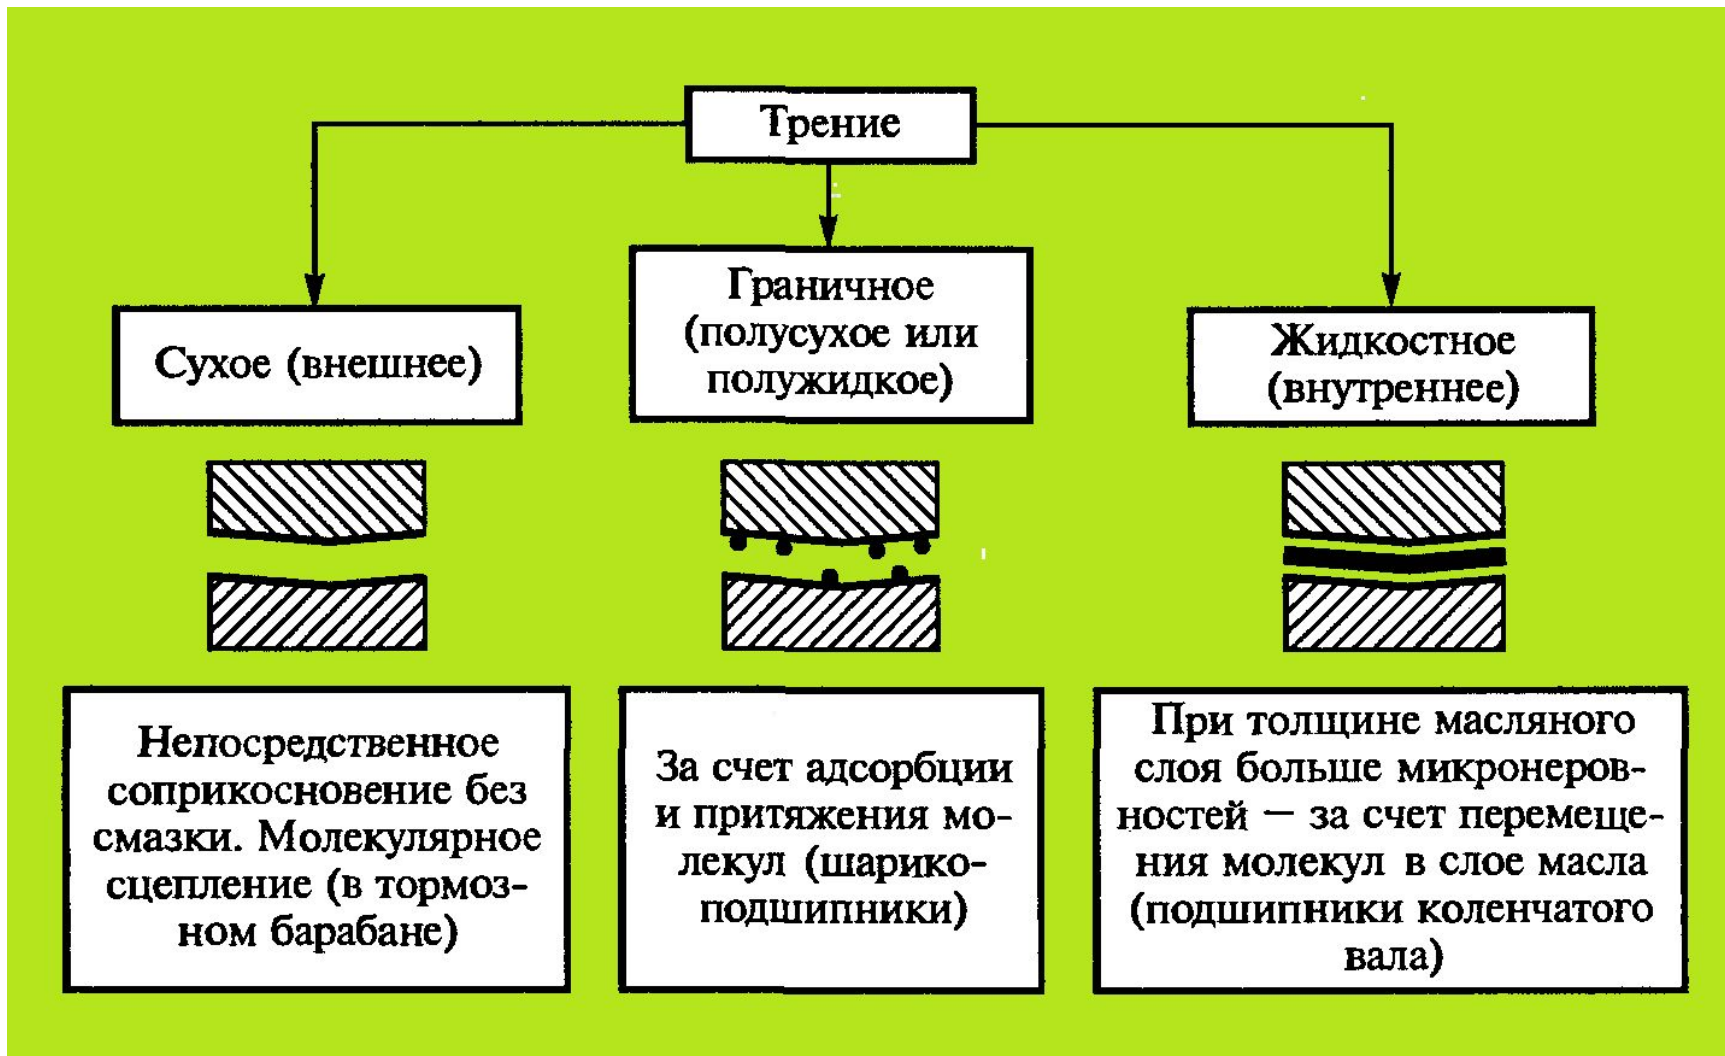 Трение
Сухое (внешнее)
Граничное
(полусухое или
полужидкое)
Жидкостное
(внутреннее)
Непосредственное
соприкосновение без
смазки. Молекулярное
сцепление (в тормоз-
ном барабане)
За счет адсорбции
и притяжения мо-
лекул (шарико-
подшипники)
При толщине масляного
слоя больше микронеров-
ностей — за счет перемеще-
ния молекул в слое масла
(подшипники коленчатого
вала)